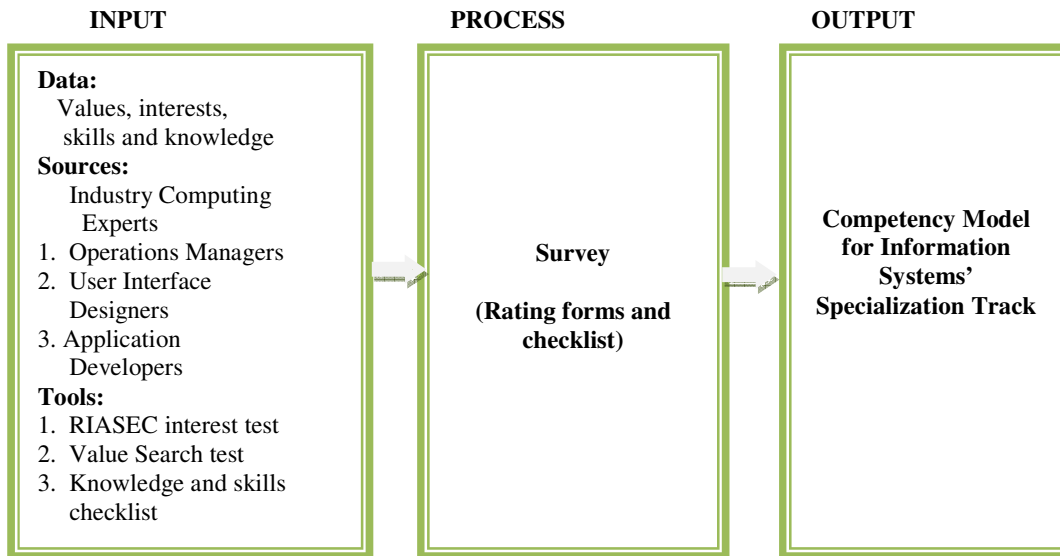 INPUT
PROCESS
OUTPUT
Data:
Values, interests,
skills and knowledge
Sources:
Industry Computing
Experts
1. Operations Managers
2. User Interface
Designers
3. Application
Developers
Tools:
1. RIASEC interest test
2. Value Search test
3. Knowledge and skills
checklist
Survey
(Rating forms and
checklist)
Competency Model
for Information
Systems’
Specialization Track